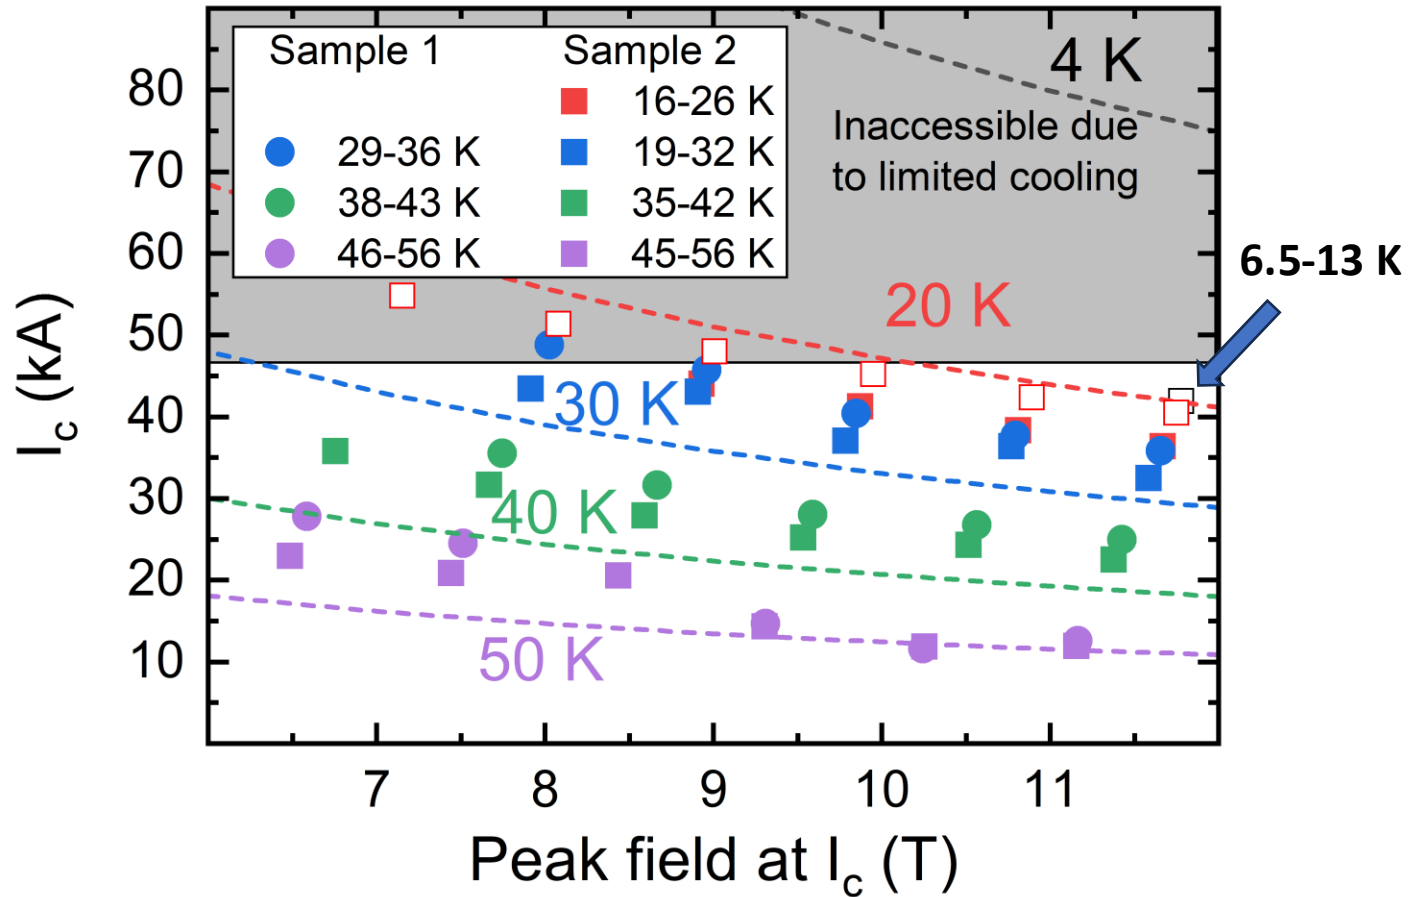 Sample 1
Sample 2
16-26 K
29-36 K
19-32 K
38-43 K
35-42 K
46-56 K
45-56 K
4 K
Inaccessible due
to limited cooling
6.5-13 K
20 K
30 K
40 K
50 K
80
70
60
50
40
30
20
10
I_c (kA)
7
8
9
10
11
Peak field at I_c (T)